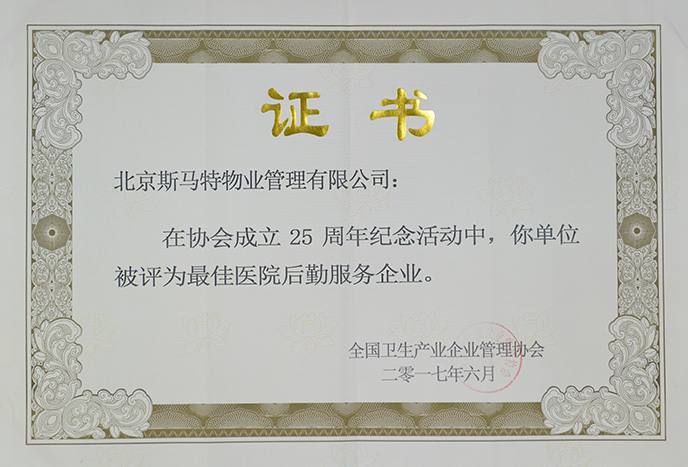 证书
北京斯马特物业管理有限公司：
在协会成立 25 周年纪念活动中，你单位
被评为最佳医院后勤服务企业。
全国卫生产业企业管理协会
二零一七年六月